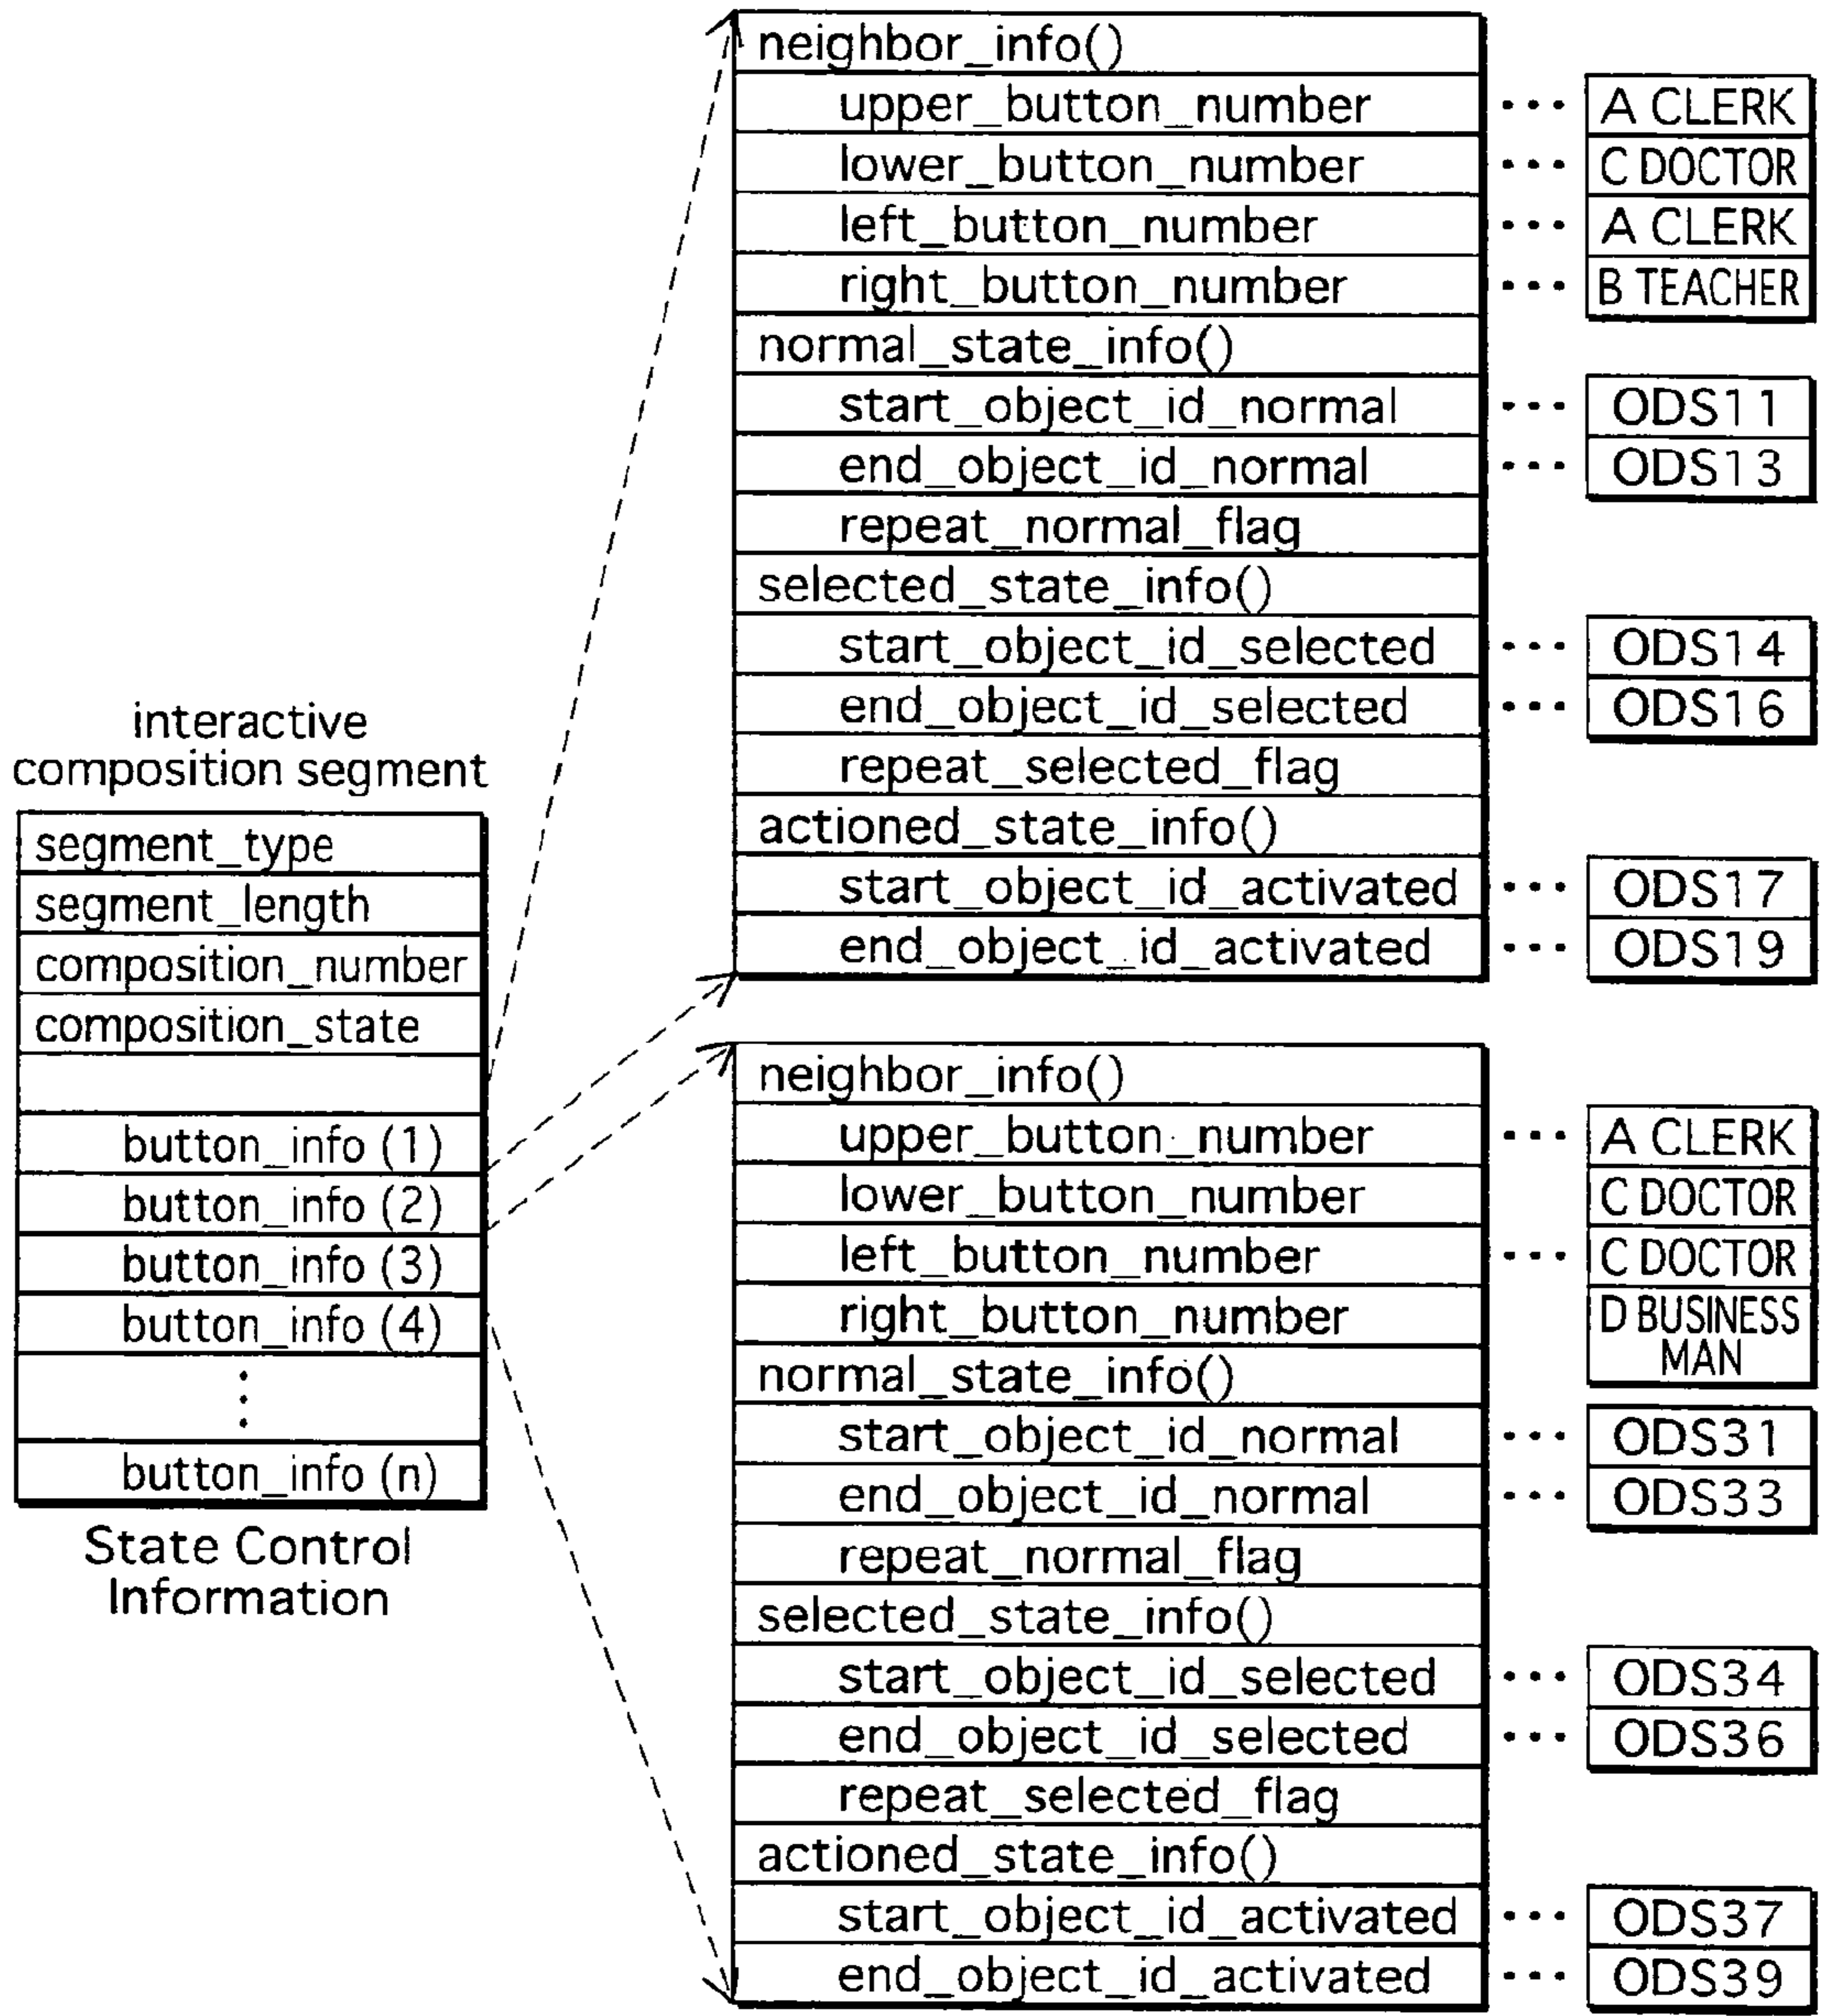 interactive
composition segment
segment_type
segment_length
composition_number
composition_state
button_info (1)
button_info (2)
button_info (3)
button_info (4)
⋮
button_info (n)
State Control
Information
neighbor_info()
upper_button_number ··· A CLERK
lower_button_number ··· C DOCTOR
left_button_number ··· A CLERK
right_button_number ··· B TEACHER
normal_state_info()
start_object_id_normal ··· ODS11
end_object_id_normal ··· ODS13
repeat_normal_flag
selected_state_info()
start_object_id_selected ··· ODS14
end_object_id_selected ··· ODS16
repeat_selected_flag
actioned_state_info()
start_object_id_activated ··· ODS17
end_object_id_activated ··· ODS19
neighbor_info()
upper_button_number ··· A CLERK
lower_button_number C DOCTOR
left_button_number ··· C DOCTOR
right_button_number D BUSINESS
MAN
normal_state_info()
start_object_id_normal ··· ODS31
end_object_id_normal ··· ODS33
repeat_normal_flag
selected_state_info()
start_object_id_selected ··· ODS34
end_object_id_selected ··· ODS36
repeat_selected_flag
actioned_state_info()
start_object_id_activated ··· ODS37
end_object_id_activated ··· ODS39